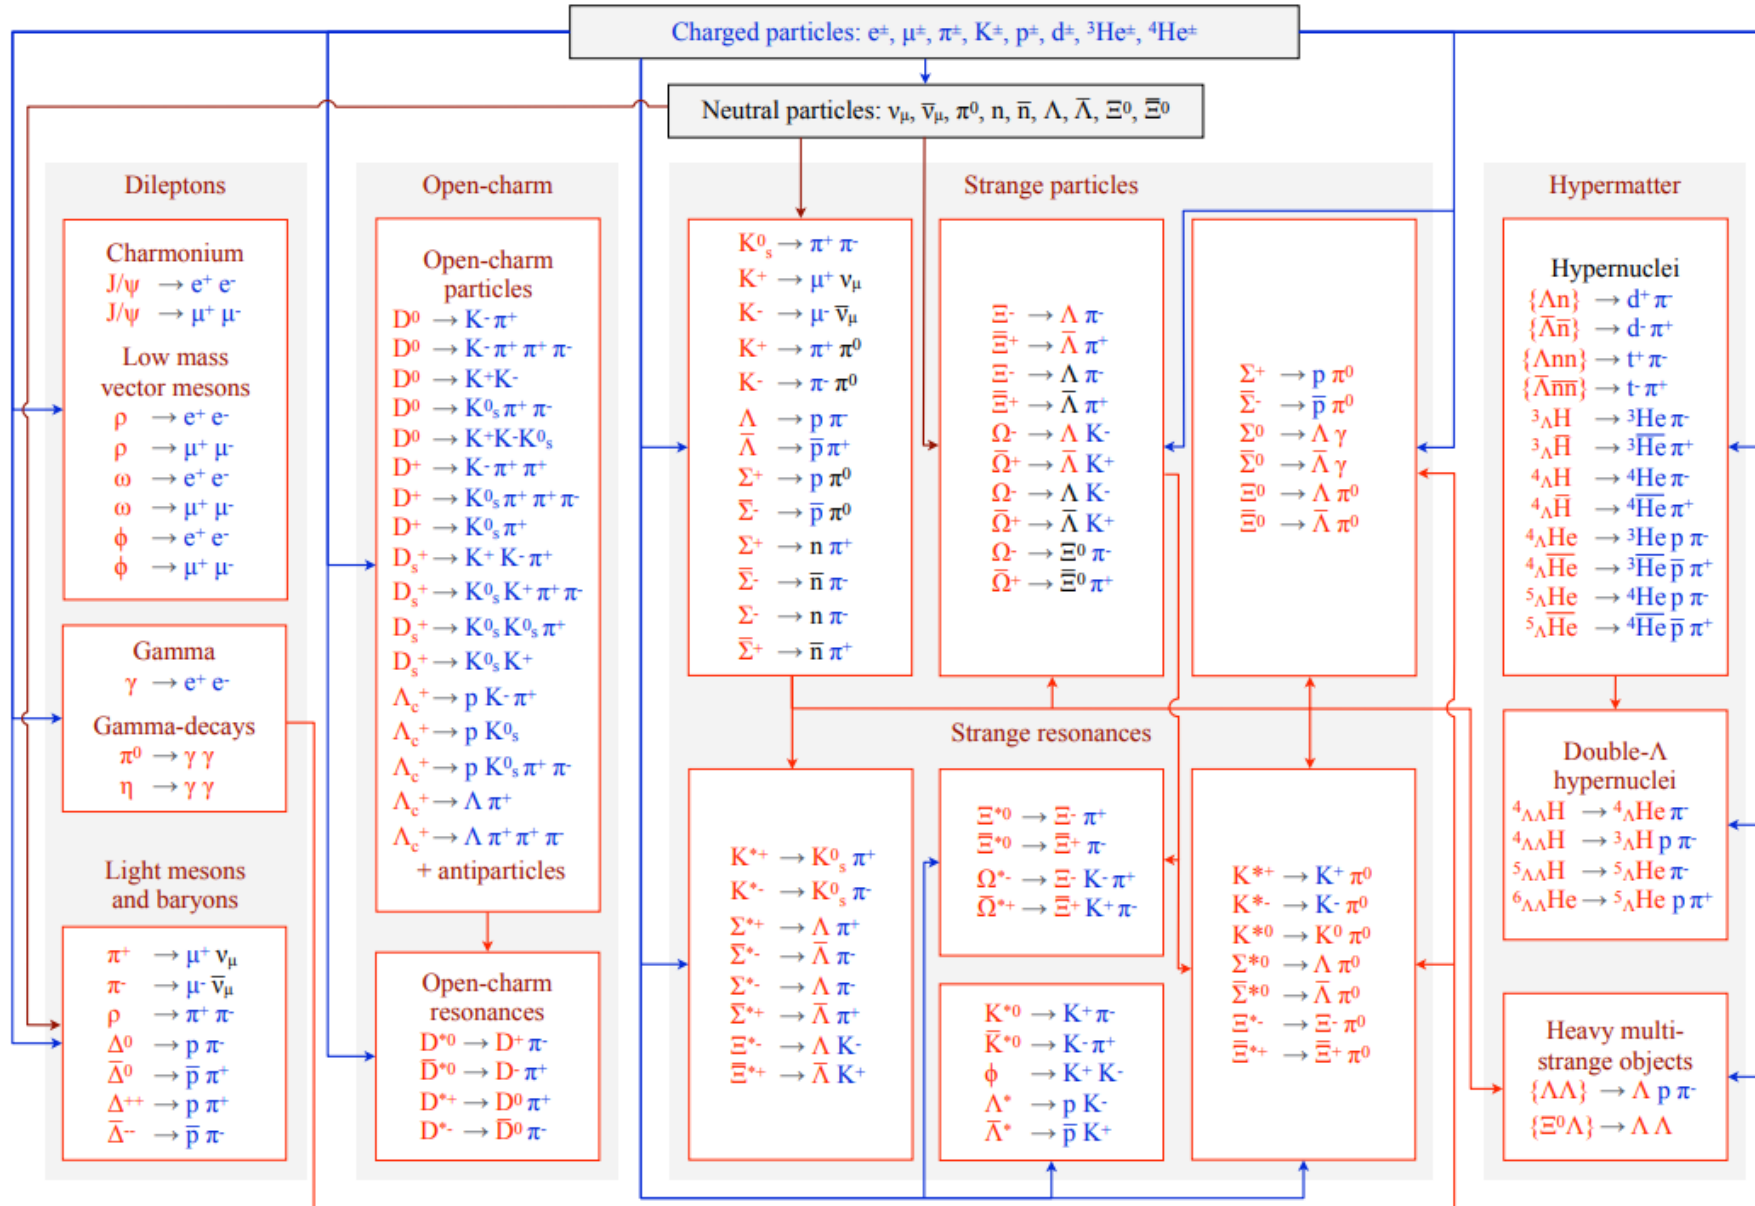 Charged particles: e±, μ±, π±, K±, p±, d±, ³He±, ⁴He±
Neutral particles: νμ, ν̄μ, π⁰, n, n̄, Λ, Λ̄, Ξ⁰, Ξ̄⁰
Dileptons
Charmonium
J/ψ → e⁺ e⁻
J/ψ → μ⁺ μ⁻
Low mass
vector mesons
ρ → e⁺ e⁻
ρ → μ⁺ μ⁻
ω → e⁺ e⁻
ω → μ⁺ μ⁻
ϕ → e⁺ e⁻
ϕ → μ⁺ μ⁻
Gamma
γ → e⁺ e⁻
Gamma-decays
π⁰ → γ γ
η → γ γ
Light mesons
and baryons
π⁺ → μ⁺ νμ
π⁻ → μ⁻ ν̄μ
ρ → π⁺ π⁻
Δ⁰ → p π⁻
Δ̄⁰ → p̄ π⁺
Δ⁺⁺ → p π⁺
Δ̄⁻⁻ → p̄ π⁻
Open-charm
Open-charm
particles
D⁰ → K⁻ π⁺
D⁰ → K⁻ π⁺ π⁺ π⁻
D⁰ → K⁺K⁻
D⁰ → K⁰ₛ π⁺ π⁻
D⁰ → K⁺K⁻K⁰ₛ
D⁺ → K⁻ π⁺ π⁺
D⁺ → K⁰ₛ π⁺ π⁺ π⁻
D⁺ → K⁰ₛ π⁺
Dₛ⁺ → K⁺ K⁻ π⁺
Dₛ⁺ → K⁰ₛ K⁺ π⁺ π⁻
Dₛ⁺ → K⁰ₛ K⁰ₛ π⁺
Dₛ⁺ → K⁰ₛ K⁺
Λc⁺ → p K⁻ π⁺
Λc⁺ → p K⁰ₛ
Λc⁺ → p K⁰ₛ π⁺ π⁻
Λc⁺ → Λ π⁺
Λc⁺ → Λ π⁺ π⁺ π⁻
+ antiparticles
Open-charm
resonances
D*⁰ → D⁺ π⁻
D̄*⁰ → D⁻ π⁺
D*⁺ → D⁰ π⁺
D*⁻ → D̄⁰ π⁻
Strange particles
K⁰ₛ → π⁺ π⁻
K⁺ → μ⁺ νμ
K⁻ → μ⁻ ν̄μ
K⁺ → π⁺ π⁰
K⁻ → π⁻ π⁰
Λ → p π⁻
Λ̄ → p̄ π⁺
Σ⁺ → p π⁰
Σ̄⁻ → p̄ π⁰
Σ⁺ → n π⁺
Σ̄⁻ → n̄ π⁻
Σ⁻ → n π⁻
Σ̄⁺ → n̄ π⁺
Ξ⁻ → Λ π⁻
Ξ̄⁺ → Λ̄ π⁺
Ξ⁻ → Λ π⁻
Ξ̄⁺ → Λ̄ π⁺
Ω⁻ → Λ K⁻
Ω̄⁺ → Λ̄ K⁺
Ω⁻ → Λ K⁻
Ω̄⁺ → Λ̄ K⁺
Ω⁻ → Ξ⁰ π⁻
Ω̄⁺ → Ξ̄⁰ π⁺
Σ⁺ → p π⁰
Σ̄⁻ → p̄ π⁰
Σ⁰ → Λ γ
Σ̄⁰ → Λ̄ γ
Ξ⁰ → Λ π⁰
Ξ̄⁰ → Λ̄ π⁰
Strange resonances
K*⁺ → K⁰ₛ π⁺
K*⁻ → K⁰ₛ π⁻
Σ*⁺ → Λ π⁺
Σ̄*⁻ → Λ̄ π⁻
Σ*⁻ → Λ π⁻
Σ̄*⁺ → Λ̄ π⁺
Ξ*⁻ → Λ K⁻
Ξ̄*⁺ → Λ̄ K⁺
Ξ*⁰ → Ξ⁻ π⁺
Ξ̄*⁰ → Ξ̄⁺ π⁻
Ω*⁻ → Ξ⁻ K⁻ π⁺
Ω̄*⁺ → Ξ̄⁺ K⁺ π⁻
K*⁰ → K⁺ π⁻
K̄*⁰ → K⁻ π⁺
ϕ → K⁺ K⁻
Λ* → p K⁻
Λ̄* → p̄ K⁺
K*⁺ → K⁺ π⁰
K*⁻ → K⁻ π⁰
K*⁰ → K⁰ π⁰
Σ*⁰ → Λ π⁰
Σ̄*⁰ → Λ̄ π⁰
Ξ*⁻ → Ξ⁻ π⁰
Ξ̄*⁺ → Ξ̄⁺ π⁰
Hypermatter
Hypernuclei
{Λn} → d⁺ π⁻
{Λ̄n̄} → d⁻ π⁺
{Λnn} → t⁺ π⁻
{Λ̄n̄n̄} → t⁻ π⁺
³ΛH → ³He π⁻
³ΛH̄ → ³H̅e̅ π⁺
⁴ΛH → ⁴He π⁻
⁴ΛH̄ → ⁴H̅e̅ π⁺
⁴ΛHe → ³He p π⁻
⁴ΛH̅e̅ → ³H̅e̅ p̄ π⁺
⁵ΛHe → ⁴He p π⁻
⁵ΛH̅e̅ → ⁴H̅e̅ p̄ π⁺
Double-Λ
hypernuclei
⁴ΛΛH → ⁴ΛHe π⁻
⁴ΛΛH → ³ΛH p π⁻
⁵ΛΛH → ⁵ΛHe π⁻
⁶ΛΛHe → ⁵ΛHe p π⁺
Heavy multi-
strange objects
{ΛΛ} → Λ p π⁻
{Ξ⁰Λ} → Λ Λ